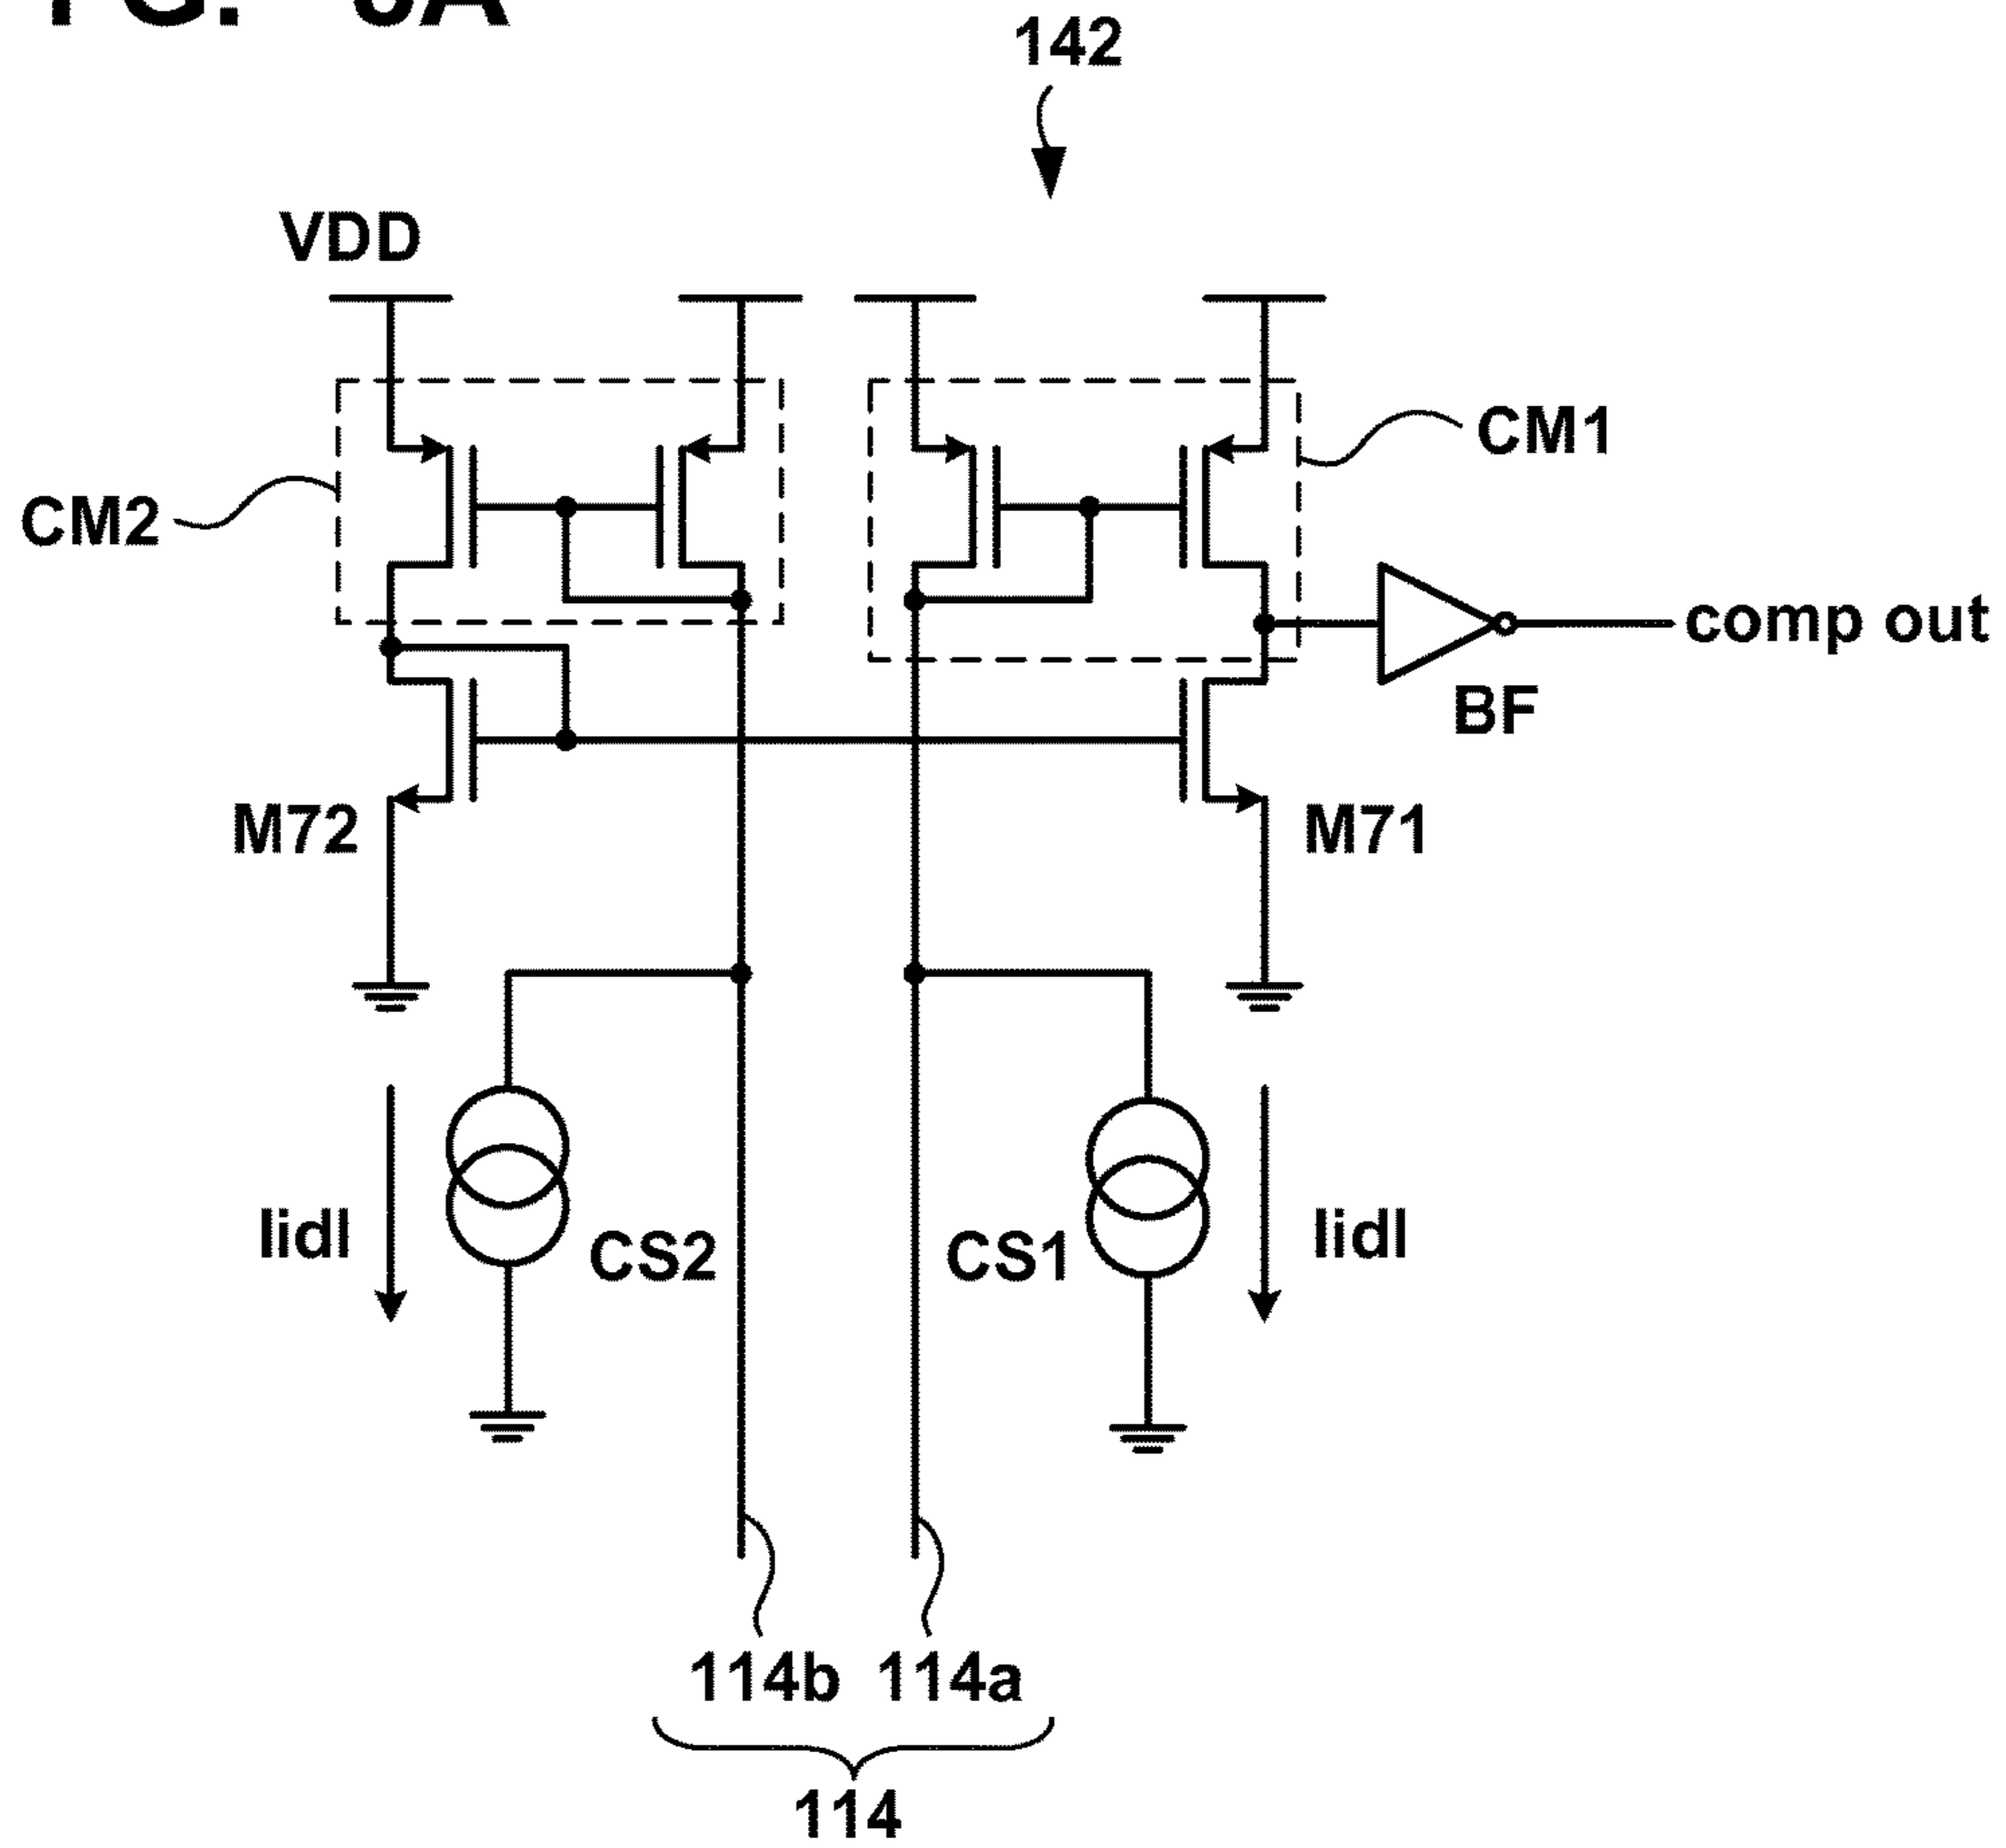 142
VDD
CM1
CM2
comp out
BF
M72
M71
Iidl
CS2
CS1
Iidl
114b
114a
114